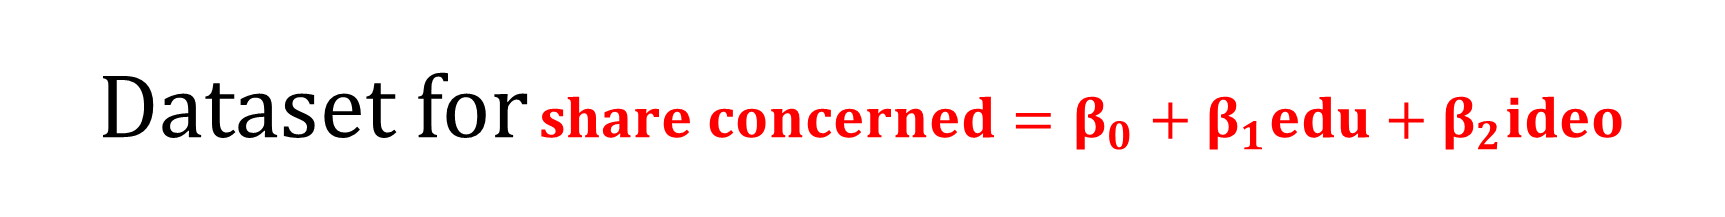 Dataset for share concerned = β₀ + β₁edu + β₂ideo